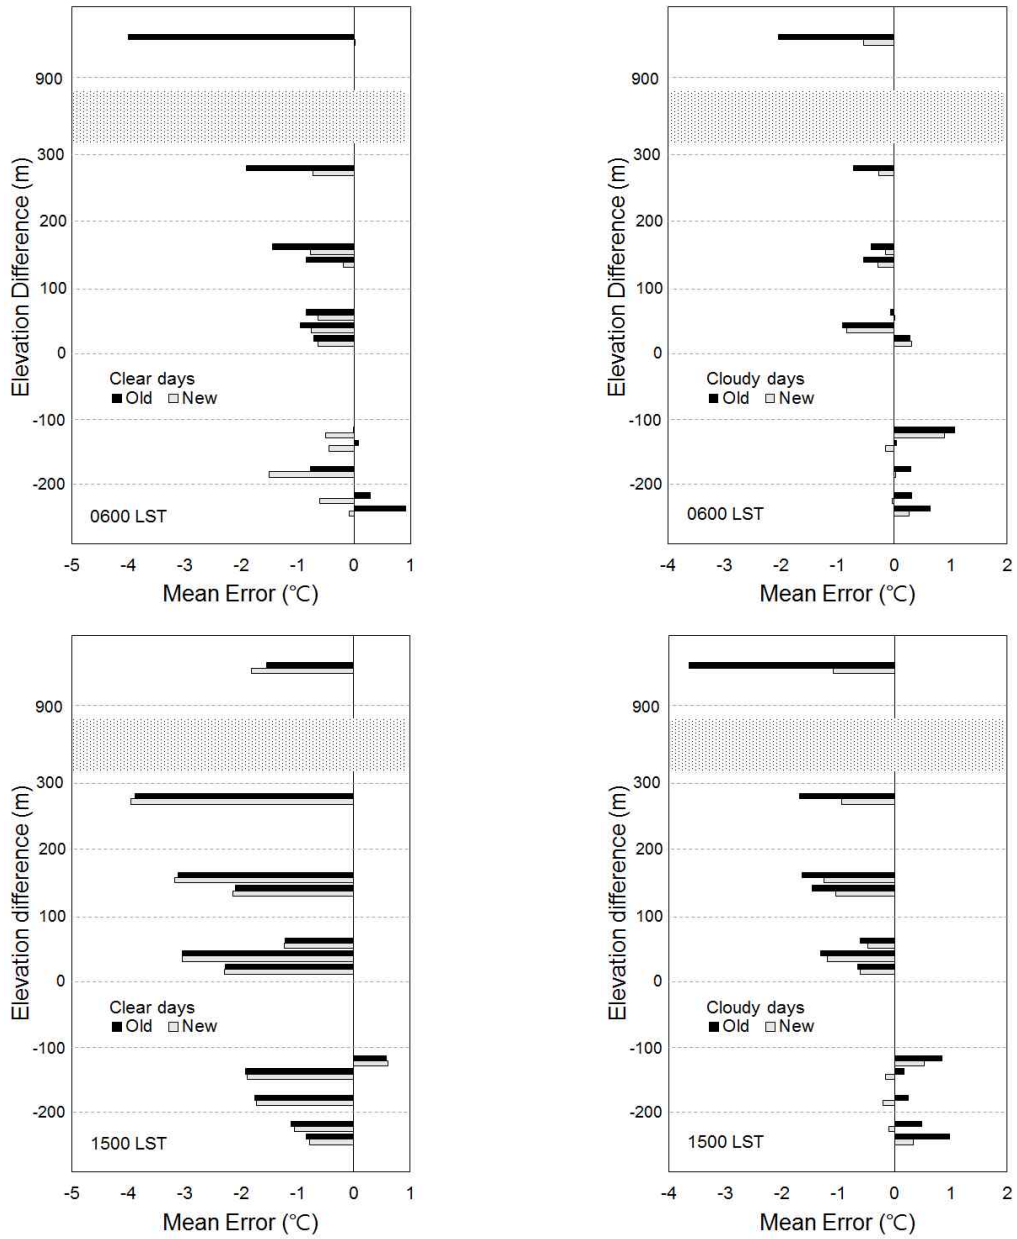 Elevation Difference (m)
900
300
200
100
0
-100
-200
Clear days
Old New
0600 LST
-5 -4 -3 -2 -1 0 1
Mean Error (℃)
Elevation Difference (m)
900
300
200
100
0
-100
-200
Cloudy days
Old New
0600 LST
-4 -3 -2 -1 0 1 2
Mean Error (℃)
Elevation difference (m)
900
300
200
100
0
-100
-200
Clear days
Old New
1500 LST
-5 -4 -3 -2 -1 0 1
Mean Error (℃)
Elevation difference (m)
900
300
200
100
0
-100
-200
Cloudy days
Old New
1500 LST
-4 -3 -2 -1 0 1 2
Mean Error (℃)